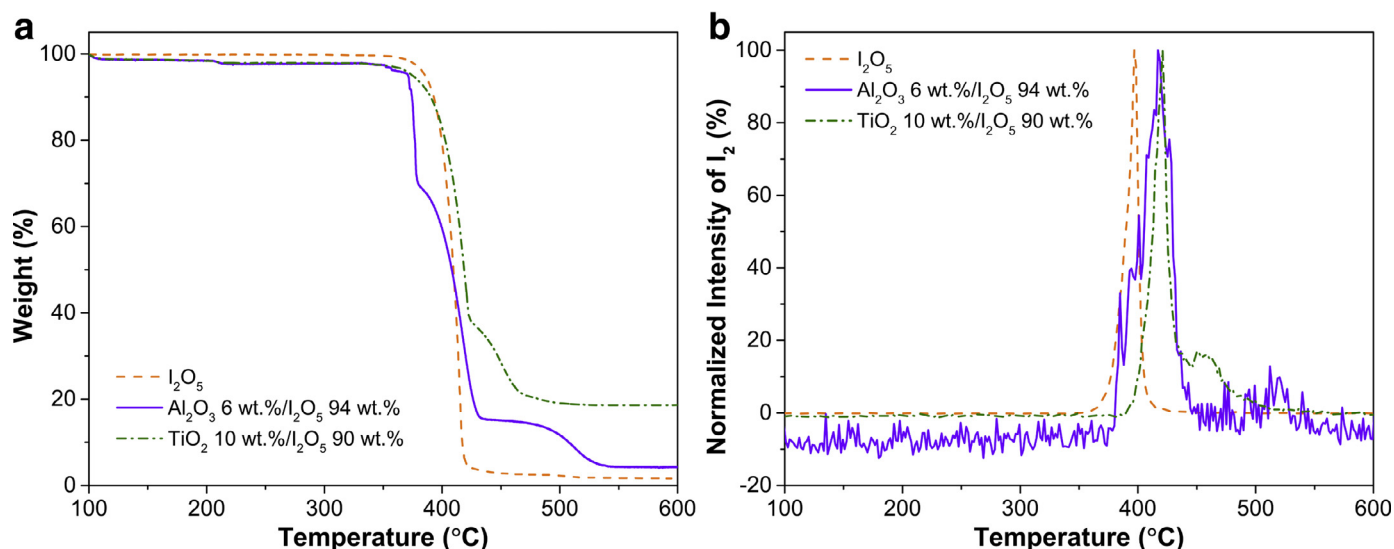 a
100
80
60
40
20
0
Weight (%)
I₂O₅
Al₂O₃ 6 wt.%/I₂O₅ 94 wt.%
TiO₂ 10 wt.%/I₂O₅ 90 wt.%
100 200 300 400 500 600
Temperature (°C)
b
100
80
60
40
20
0
-20
Normalized Intensity of I₂ (%)
I₂O₅
Al₂O₃ 6 wt.%/I₂O₅ 94 wt.%
TiO₂ 10 wt.%/I₂O₅ 90 wt.%
100 200 300 400 500 600
Temperature (°C)